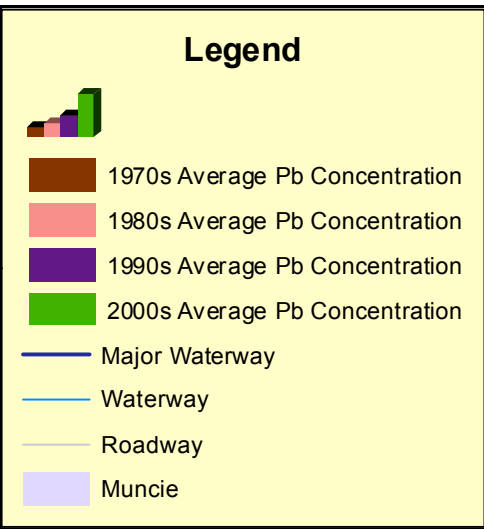 Legend
1970s Average Pb Concentration
1980s Average Pb Concentration
1990s Average Pb Concentration
2000s Average Pb Concentration
Major Waterway
Waterway
Roadway
Muncie